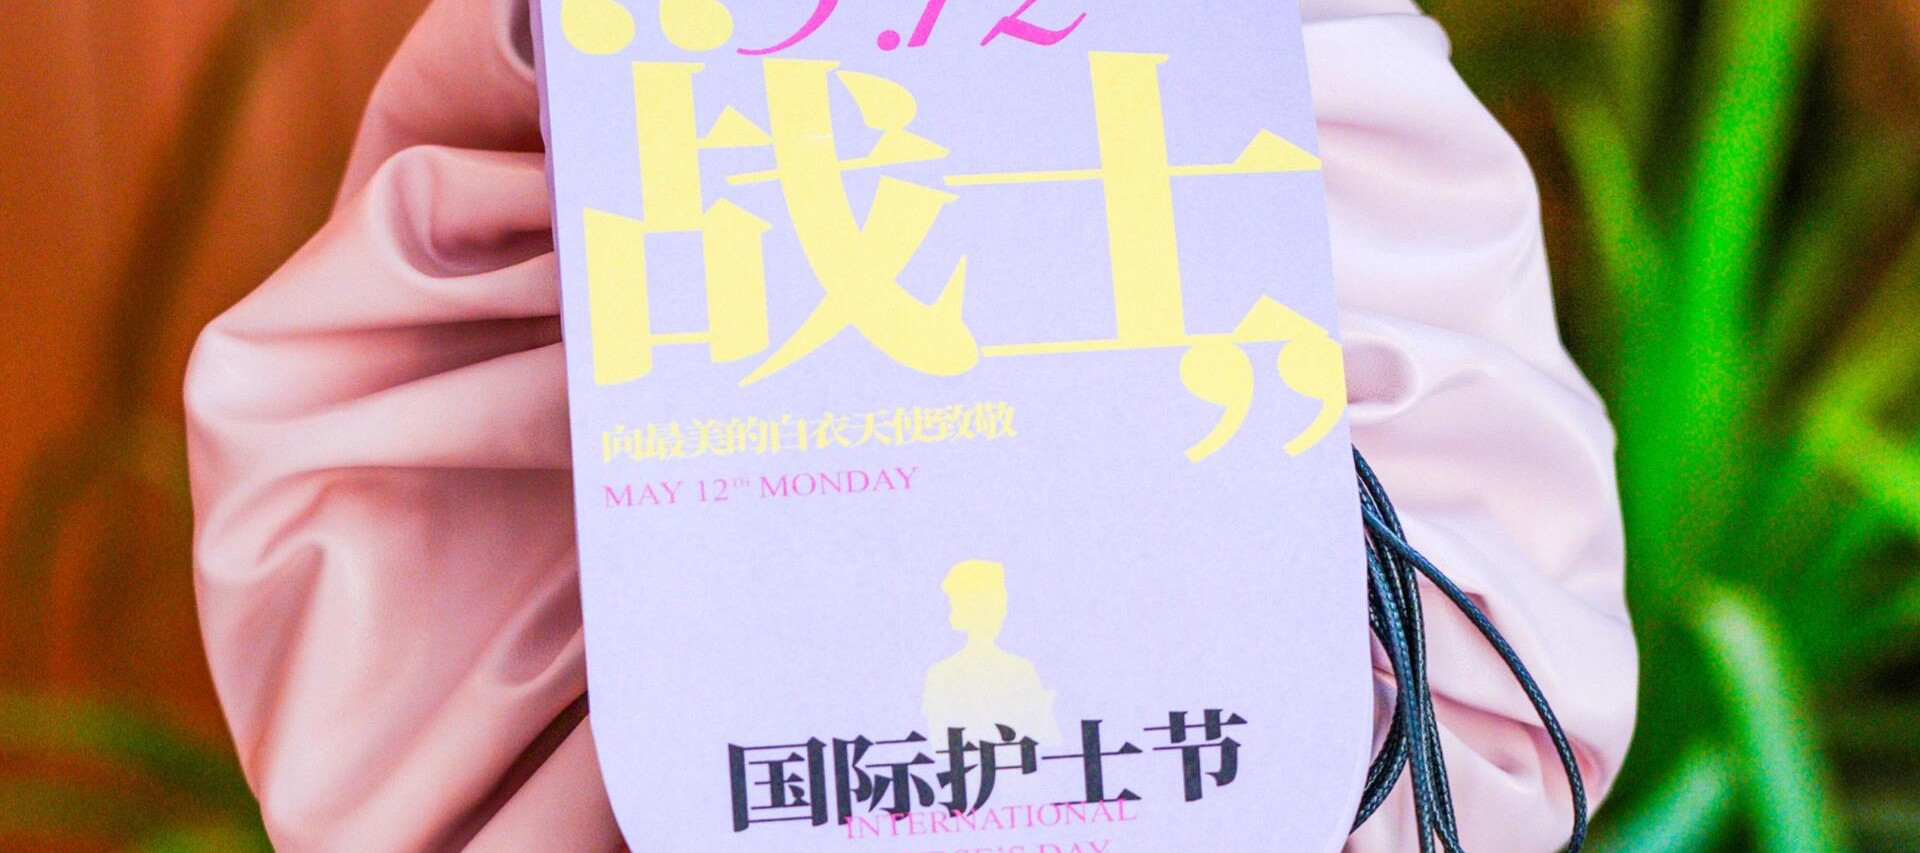 5.12
“战士”
向最美的白衣天使致敬
MAY 12TH MONDAY
国际护士节
INTERNATIONAL
DAY